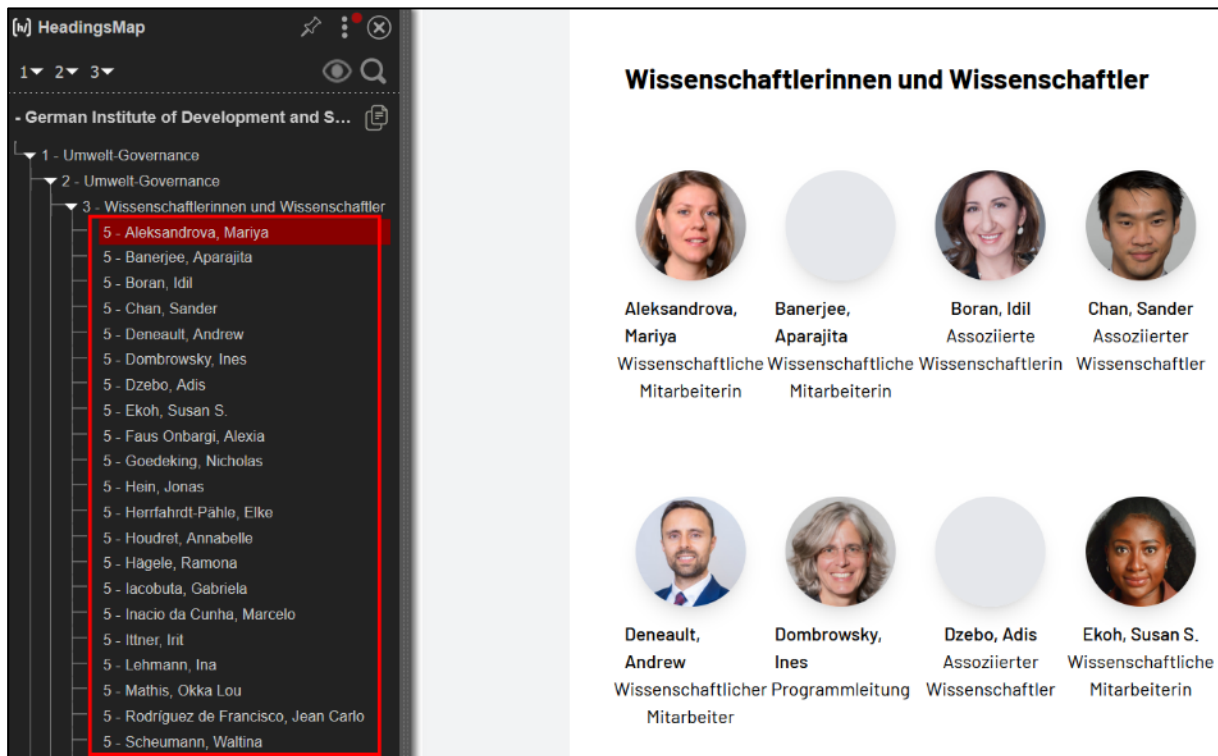 HeadingsMap
1 2 3
- German Institute of Development and S...
1 - Umwelt-Governance
2 - Umwelt-Governance
3 - Wissenschaftlerinnen und Wissenschaftler
5 - Aleksandrova, Mariya
5 - Banerjee, Aparajita
5 - Boran, Idil
5 - Chan, Sander
5 - Deneault, Andrew
5 - Dombrowsky, Ines
5 - Dzebo, Adis
5 - Ekoh, Susan S.
5 - Faus Onbargi, Alexia
5 - Goedeking, Nicholas
5 - Hein, Jonas
5 - Herrfahrdt-Pähle, Elke
5 - Houdret, Annabelle
5 - Hägele, Ramona
5 - Iacobuta, Gabriela
5 - Inacio da Cunha, Marcelo
5 - Ittner, Irit
5 - Lehmann, Ina
5 - Mathis, Okka Lou
5 - Rodríguez de Francisco, Jean Carlo
5 - Scheumann, Waltina
Wissenschaftlerinnen und Wissenschaftler
Aleksandrova,
Mariya
Wissenschaftliche
Mitarbeiterin
Banerjee,
Aparajita
Wissenschaftliche
Mitarbeiterin
Boran, Idil
Assoziierte
Wissenschaftlerin
Chan, Sander
Assoziierter
Wissenschaftler
Deneault,
Andrew
Wissenschaftlicher
Mitarbeiter
Dombrowsky,
Ines
Programmleitung
Dzebo, Adis
Assoziierter
Wissenschaftler
Ekoh, Susan S.
Wissenschaftliche
Mitarbeiterin